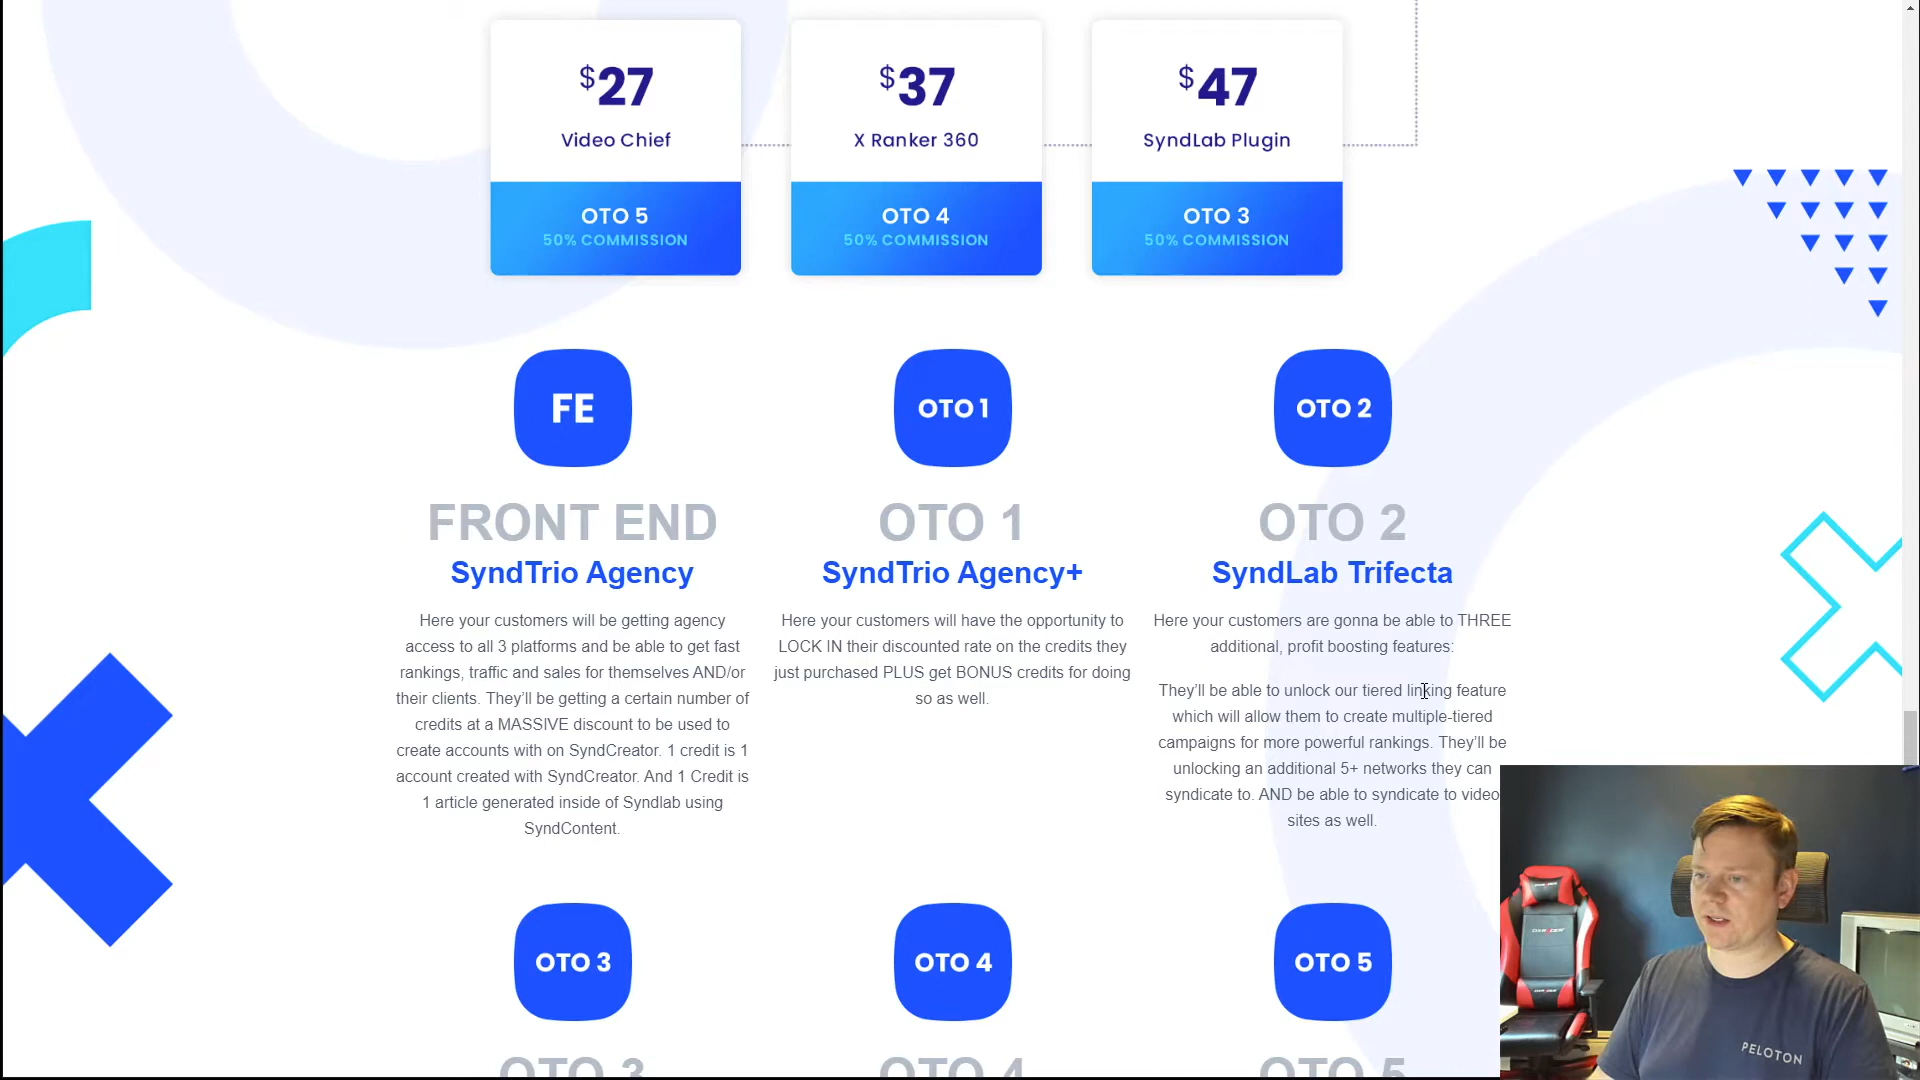 $27
Video Chief
OTO 5
50% COMMISSION
$37
X Ranker 360
OTO 4
50% COMMISSION
$47
SyndLab Plugin
OTO 3
50% COMMISSION
FE
FRONT END
SyndTrio Agency
Here your customers will be getting agency
access to all 3 platforms and be able to get fast
rankings, traffic and sales for themselves AND/or
their clients. They’ll be getting a certain number of
credits at a MASSIVE discount to be used to
create accounts with on SyndCreator. 1 credit is 1
account created with SyndCreator. And 1 Credit is
1 article generated inside of Syndlab using
SyndContent.
OTO 1
OTO 1
SyndTrio Agency+
Here your customers will have the opportunity to
LOCK IN their discounted rate on the credits they
just purchased PLUS get BONUS credits for doing
so as well.
OTO 2
OTO 2
SyndLab Trifecta
Here your customers are gonna be able to THREE
additional, profit boosting features:
They’ll be able to unlock our tiered linking feature
which will allow them to create multiple-tiered
campaigns for more powerful rankings. They’ll be
unlocking an additional 5+ networks they can
syndicate to. AND be able to syndicate to video
sites as well.
OTO 3
OTO 3
OTO 4
OTO 4
OTO 5
OTO 5
PELOTON